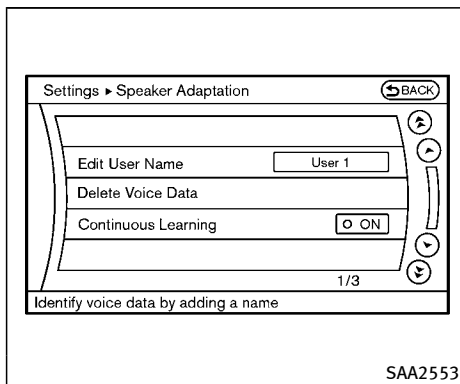 Settings ▸ Speaker Adaptation BACK
Edit User Name User 1
Delete Voice Data
Continuous Learning ON
1/3
Identify voice data by adding a name
SAA2553